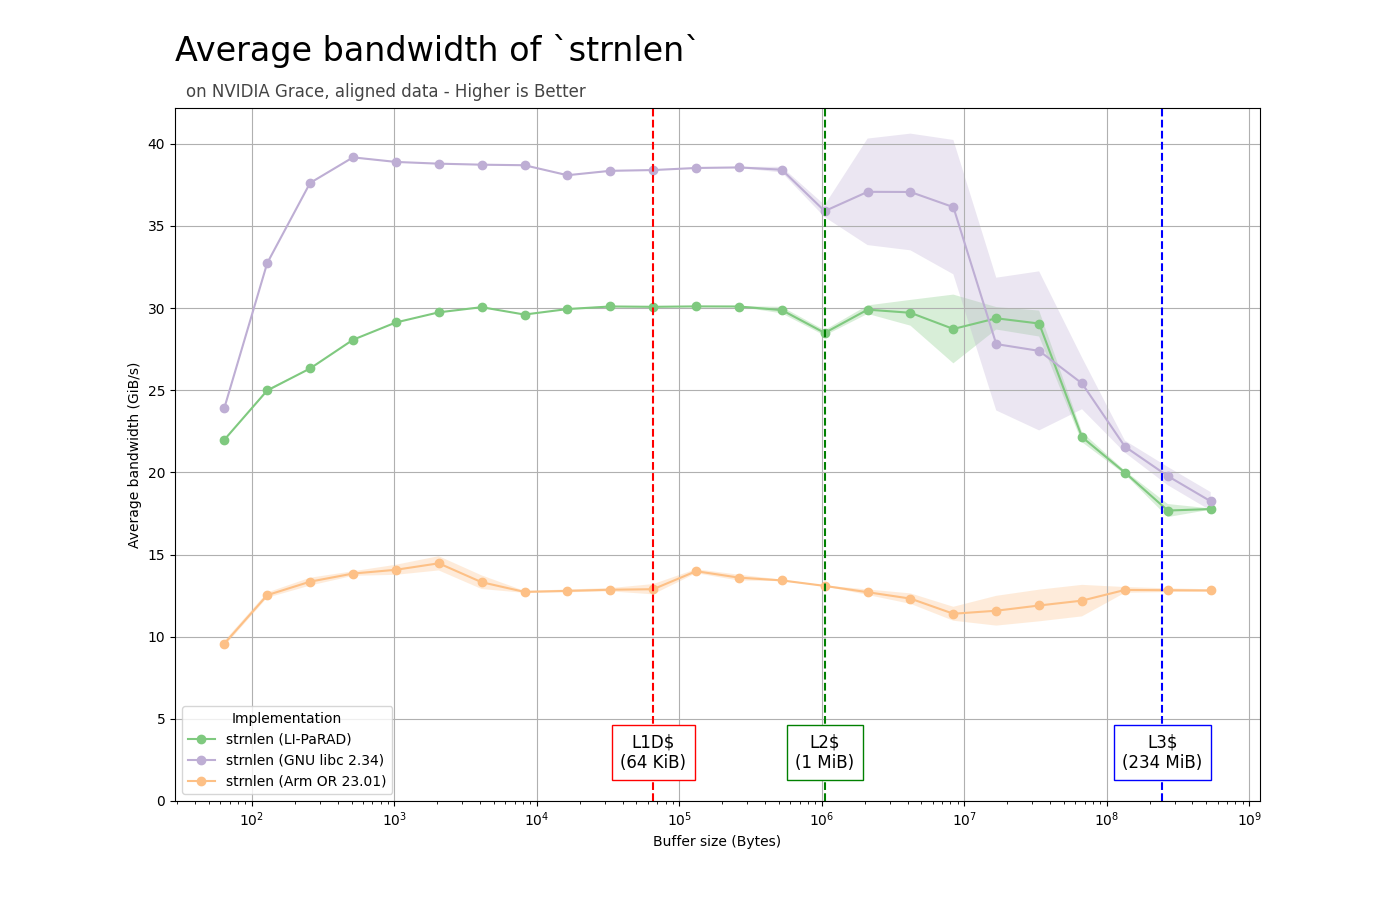 Average bandwidth of `strnlen`
on NVIDIA Grace, aligned data - Higher is Better
Average bandwidth (GiB/s)
40
35
30
25
20
15
10
5
0
Implementation
strnlen (LI-PaRAD)
strnlen (GNU libc 2.34)
strnlen (Arm OR 23.01)
L1D$
(64 KiB)
L2$
(1 MiB)
L3$
(234 MiB)
10²
10³
10⁴
10⁵
10⁶
10⁷
10⁸
10⁹
Buffer size (Bytes)